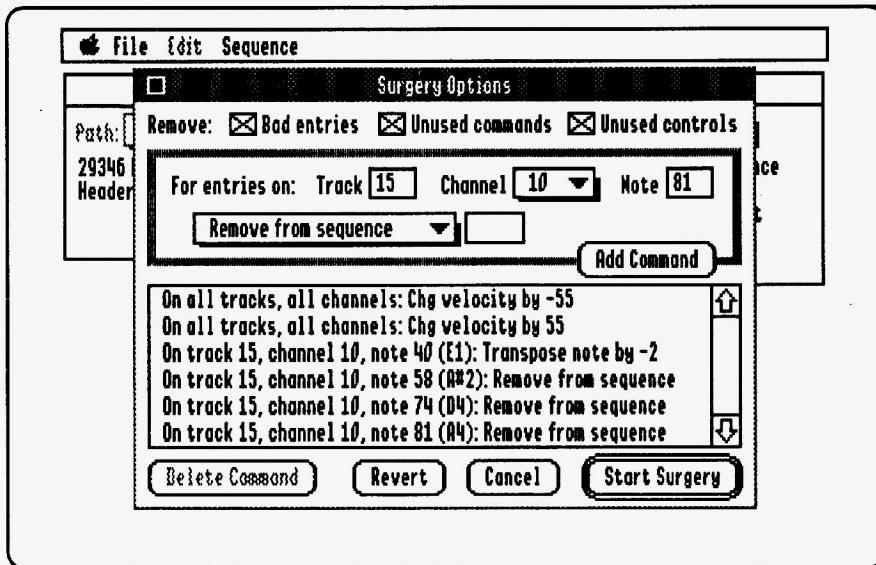 File Edit Sequence
Surgery Options
Path:
29346
Header
Remove: Bad entries Unused commands Unused controls
For entries on: Track 15 Channel 10 Note 81
Remove from sequence
Add Command
On all tracks, all channels: Chg velocity by -55
On all tracks, all channels: Chg velocity by 55
On track 15, channel 10, note 40 (E1): Transpose note by -2
On track 15, channel 10, note 58 (A#2): Remove from sequence
On track 15, channel 10, note 74 (D4): Remove from sequence
On track 15, channel 10, note 81 (A4): Remove from sequence
Delete Command Revert Cancel Start Surgery